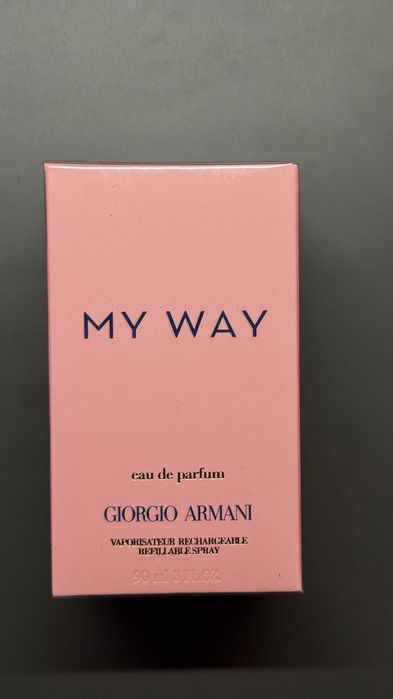 MY WAY
eau de parfum
GIORGIO ARMANI
VAPORISATEUR RECHARGEABLE
REFILLABLE SPRAY
90 ml 3 FL.OZ.